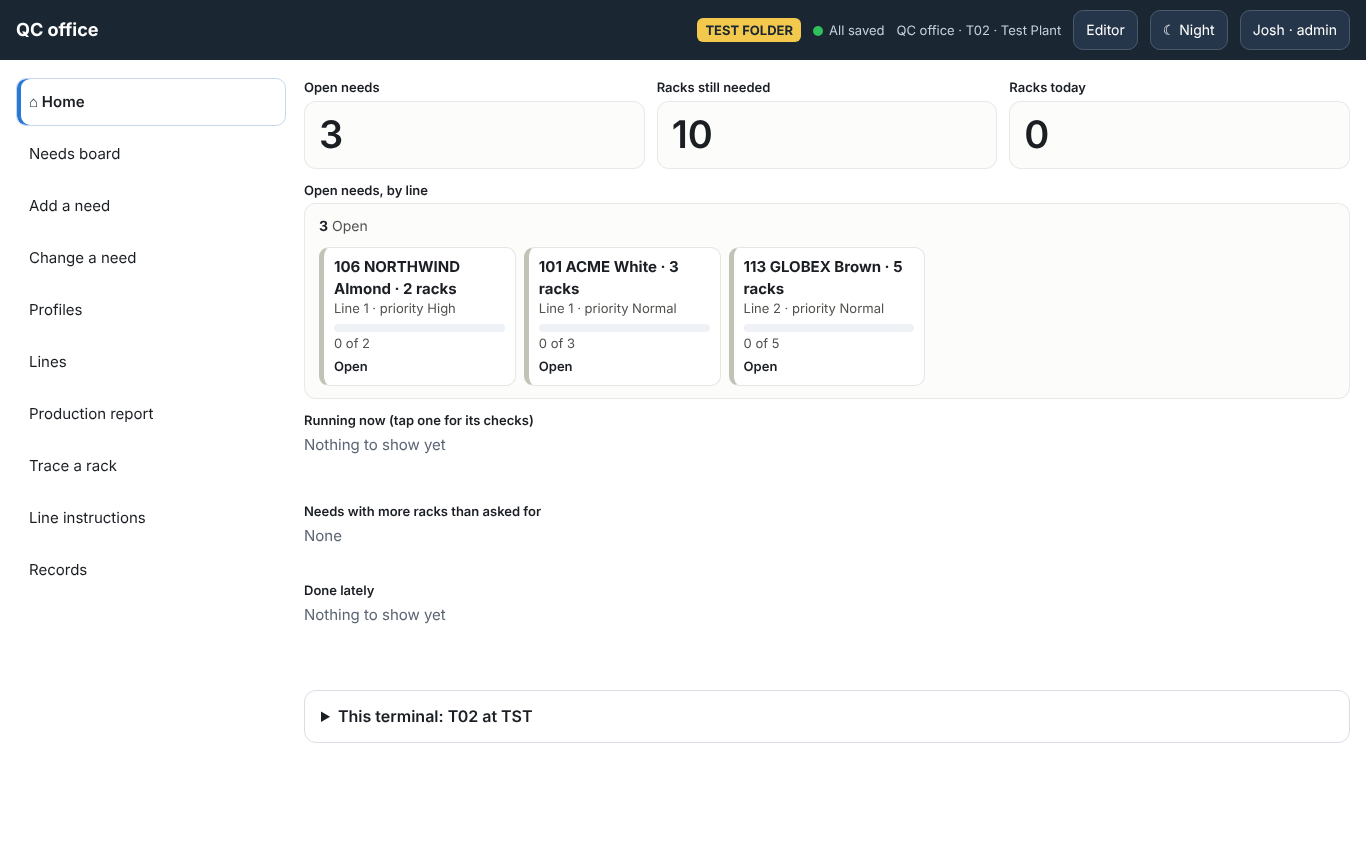 QC office
TEST FOLDER
All saved
QC office · T02 · Test Plant
Editor
☾ Night
Josh · admin
⌂ Home
Needs board
Add a need
Change a need
Profiles
Lines
Production report
Trace a rack
Line instructions
Records
Open needs
3
Racks still needed
10
Racks today
0
Open needs, by line
3 Open
106 NORTHWIND
Almond · 2 racks
Line 1 · priority High
0 of 2
Open
101 ACME White · 3
racks
Line 1 · priority Normal
0 of 3
Open
113 GLOBEX Brown · 5
racks
Line 2 · priority Normal
0 of 5
Open
Running now (tap one for its checks)
Nothing to show yet
Needs with more racks than asked for
None
Done lately
Nothing to show yet
▶ This terminal: T02 at TST